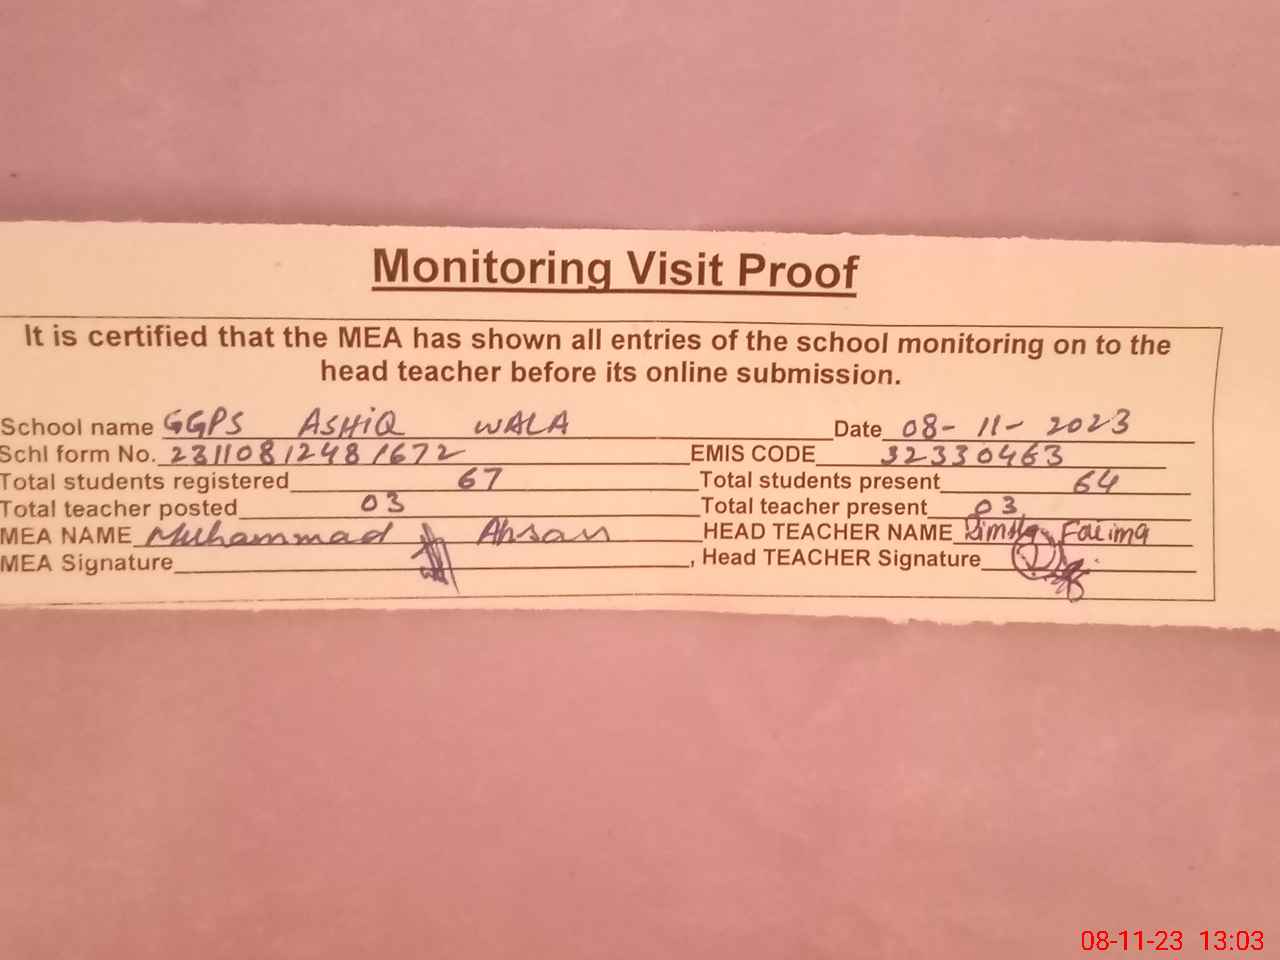 Monitoring Visit Proof
It is certified that the MEA has shown all entries of the school monitoring on to the
head teacher before its online submission.
School name GGPS ASHiQ WALA Date 08-11-2023
Schl form No. 23110812481672 EMIS CODE 32330463
Total students registered 67 Total students present 64
Total teacher posted 03 Total teacher present 03
MEA NAME Muhammad Ahsan HEAD TEACHER NAME Fatima
MEA Signature , Head TEACHER Signature
08-11-23 13:03